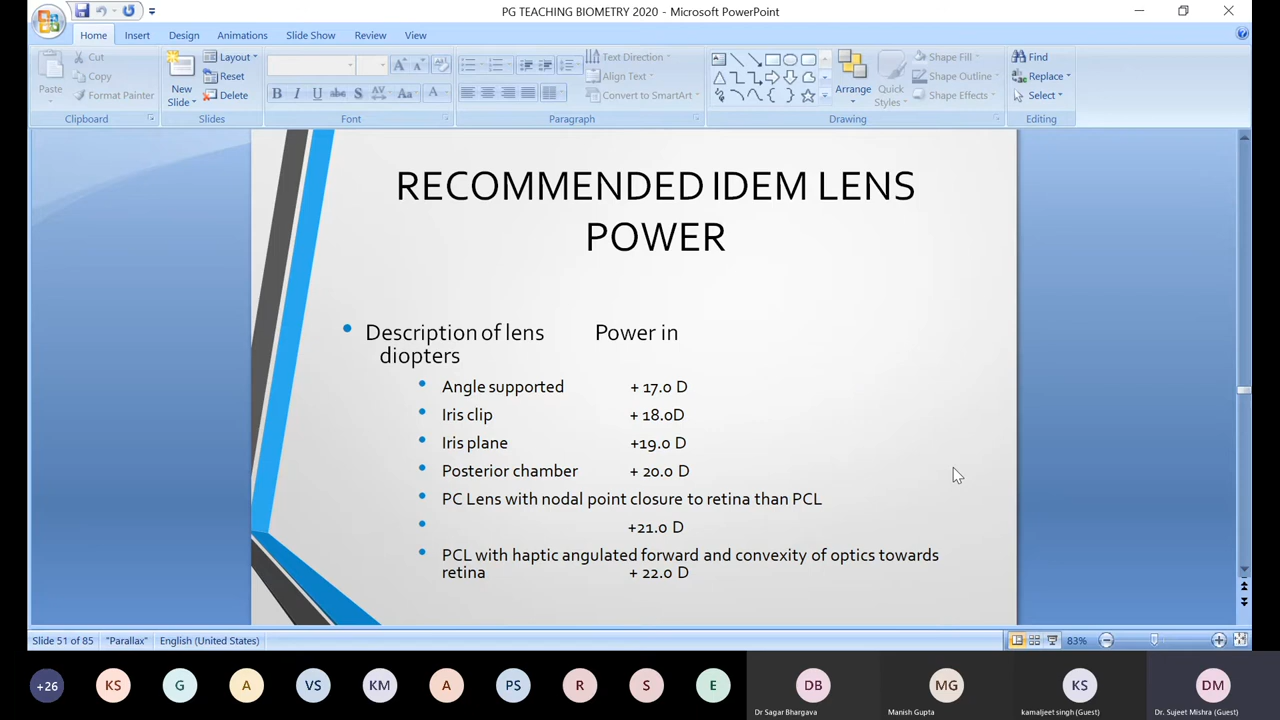 PG TEACHING BIOMETRY 2020 - Microsoft PowerPoint
Home Insert Design Animations Slide Show Review View
Paste
Cut
Copy
Format Painter
Clipboard
New Slide
Layout
Reset
Delete
Slides
B I U abc S AV Aa A
Font
Text Direction
Align Text
Convert to SmartArt
Paragraph
Arrange
Quick Styles
Shape Fill
Shape Outline
Shape Effects
Drawing
Find
Replace
Select
Editing
RECOMMENDED IDEM LENS
POWER
Description of lens Power in
diopters
Angle supported + 17.0 D
Iris clip + 18.0D
Iris plane +19.0 D
Posterior chamber + 20.0 D
PC Lens with nodal point closure to retina than PCL
+21.0 D
PCL with haptic angulated forward and convexity of optics towards
retina + 22.0 D
Slide 51 of 85 "Parallax" English (United States) 83%
+26 KS G A VS KM A PS R S E DB MG KS DM
Dr Sagar Bhargava Manish Gupta kamaljeet singh (Guest) Dr. Sujeet Mishra (Guest)